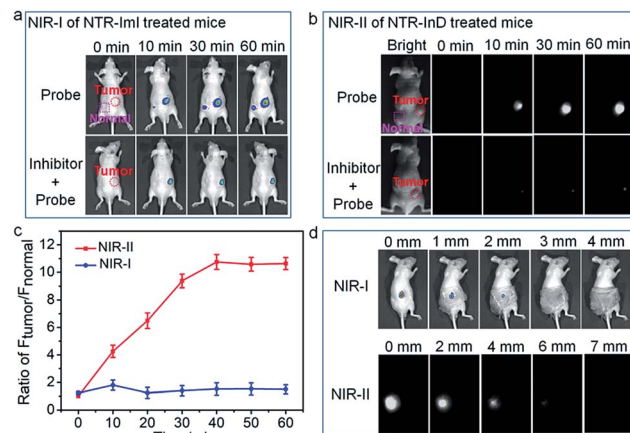 a NIR-I of NTR-ImI treated mice
0 min 10 min 30 min 60 min
Probe
Tumor
Normal
Inhibitor
+
Probe
Tumor
b NIR-II of NTR-InD treated mice
Bright 0 min 10 min 30 min 60 min
Probe
Tumor
Normal
Inhibitor
+
Probe
Tumor
c
NIR-II
NIR-I
Ratio of Ftumor/Fnormal
12
10
8
6
4
2
0
0 10 20 30 40 50 60
d
0 mm 1 mm 2 mm 3 mm 4 mm
NIR-I
0 mm 2 mm 4 mm 6 mm 7 mm
NIR-II